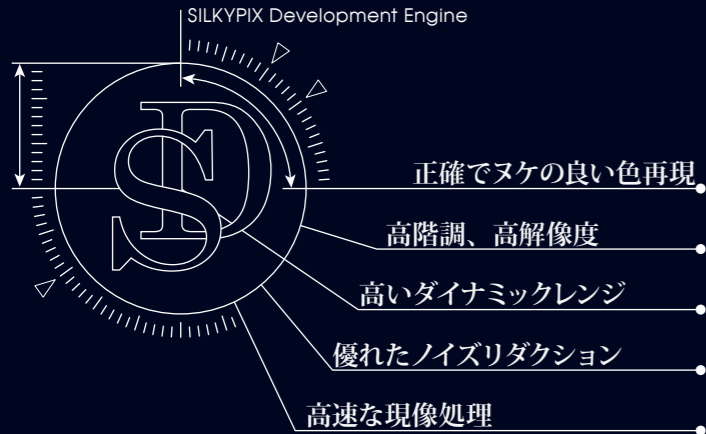 SILKYPIX Development Engine
SD
正確でヌケの良い色再現
高階調、高解像度
高いダイナミックレンジ
優れたノイズリダクション
高速な現像処理